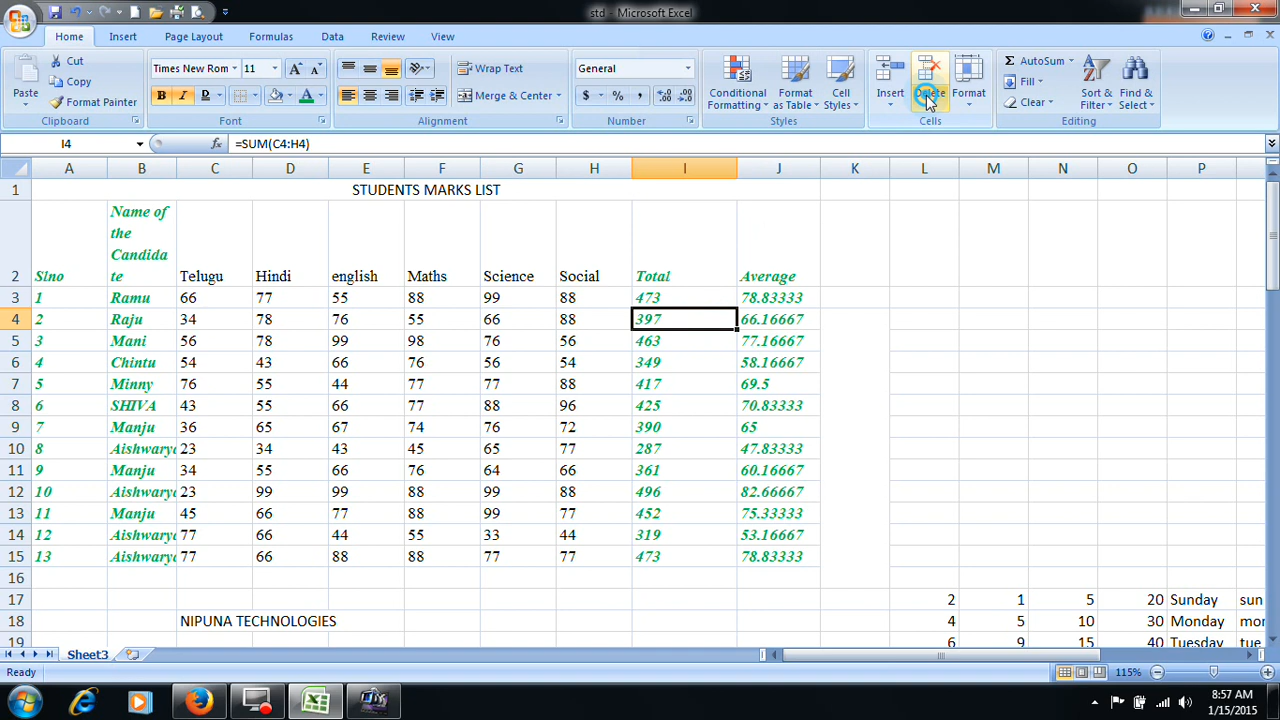 std - Microsoft Excel
Home Insert Page Layout Formulas Data Review View
Paste
Cut
Copy
Format Painter
Clipboard
Times New Rom 11
B I D
Font
Wrap Text
Merge & Center
Alignment
General
$ % ,
Number
Conditional Formatting
Format as Table
Cell Styles
Styles
Insert
Delete
Format
Cells
Σ AutoSum
Fill
Clear
Sort & Filter
Find & Select
Editing
I4 fx =SUM(C4:H4)
A B C D E F G H I J K L M N O P
1 STUDENTS MARKS LIST
2 Slno Name of the Candidate Telugu Hindi english Maths Science Social Total Average
3 1 Ramu 66 77 55 88 99 88 473 78.83333
4 2 Raju 34 78 76 55 66 88 397 66.16667
5 3 Mani 56 78 99 98 76 56 463 77.16667
6 4 Chintu 54 43 66 76 56 54 349 58.16667
7 5 Minny 76 55 44 77 77 88 417 69.5
8 6 SHIVA 43 55 66 77 88 96 425 70.83333
9 7 Manju 36 65 67 74 76 72 390 65
10 8 Aishwarya 23 34 43 45 65 77 287 47.83333
11 9 Manju 34 55 66 76 64 66 361 60.16667
12 10 Aishwarya 23 99 99 88 99 88 496 82.66667
13 11 Manju 45 66 77 88 99 77 452 75.33333
14 12 Aishwarya 77 66 44 55 33 44 319 53.16667
15 13 Aishwarya 77 66 88 88 77 77 473 78.83333
16
17 2 1 5 20 Sunday sun
18 NIPUNA TECHNOLOGIES 4 5 10 30 Monday mon
19 6 9 15 40 Tuesday tue
Sheet3
Ready 115%
8:57 AM
1/15/2015